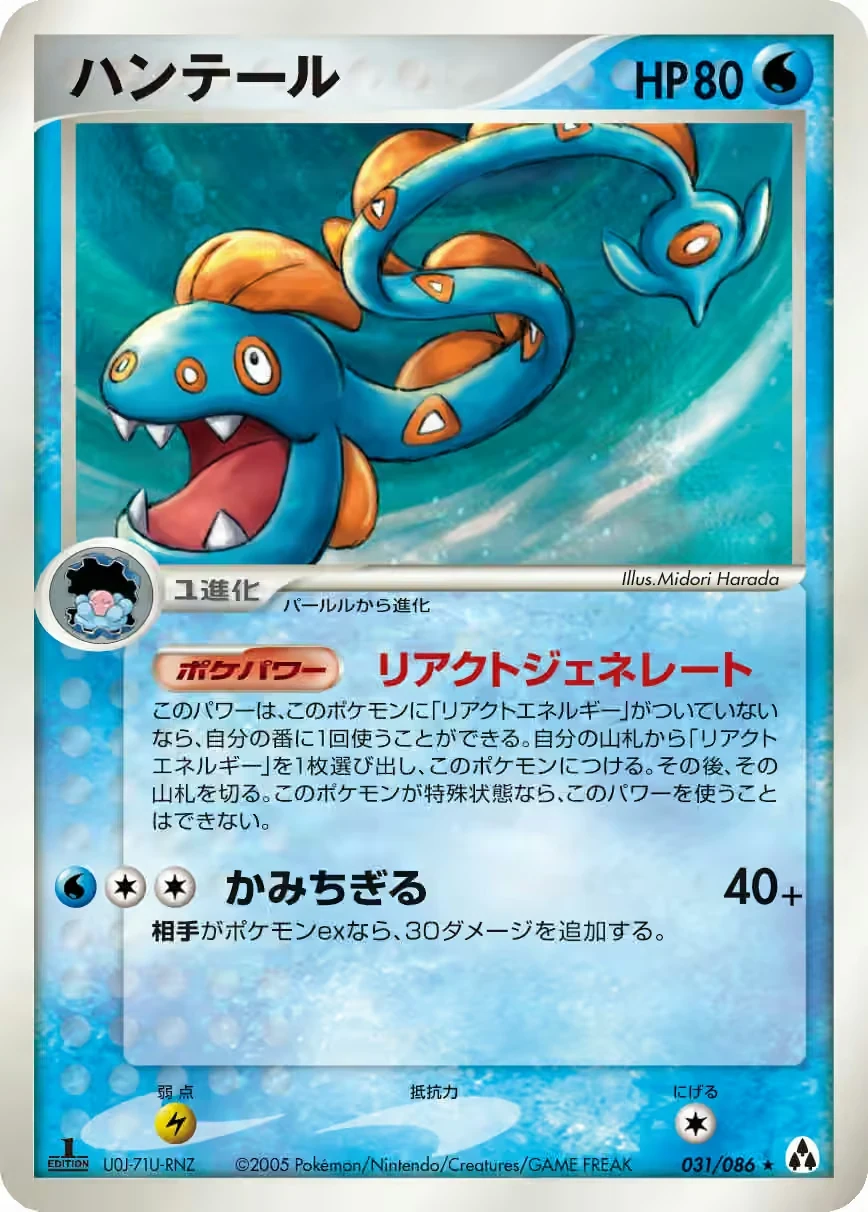 ハンテール
HP80
Illus.Midori Harada
1進化
パールルから進化
ポケパワー リアクトジェネレート
このパワーは、このポケモンに「リアクトエネルギー」がついていない
なら、自分の番に1回使うことができる。自分の山札から「リアクト
エネルギー」を1枚選び出し、このポケモンにつける。その後、その
山札を切る。このポケモンが特殊状態なら、このパワーを使うこと
はできない。
かみちぎる 40+
相手がポケモンexなら、30ダメージを追加する。
弱点 抵抗力 にげる
1 EDITION U0J-71U-RNZ ©2005 Pokémon/Nintendo/Creatures/GAME FREAK 031/086 ★